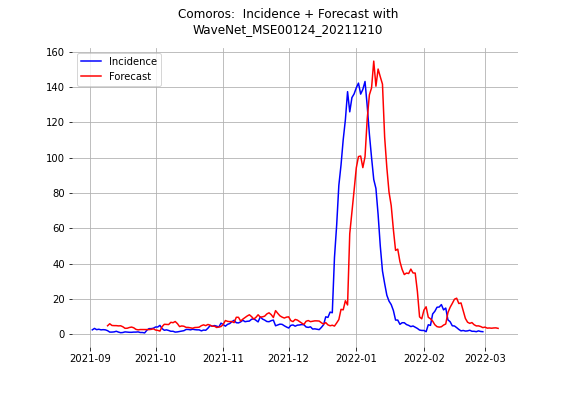 Comoros:  Incidence + Forecast with
WaveNet_MSE00124_20211210
Incidence
Forecast
160
140
120
100
80
60
40
20
0
2021-09 2021-10 2021-11 2021-12 2022-01 2022-02 2022-03